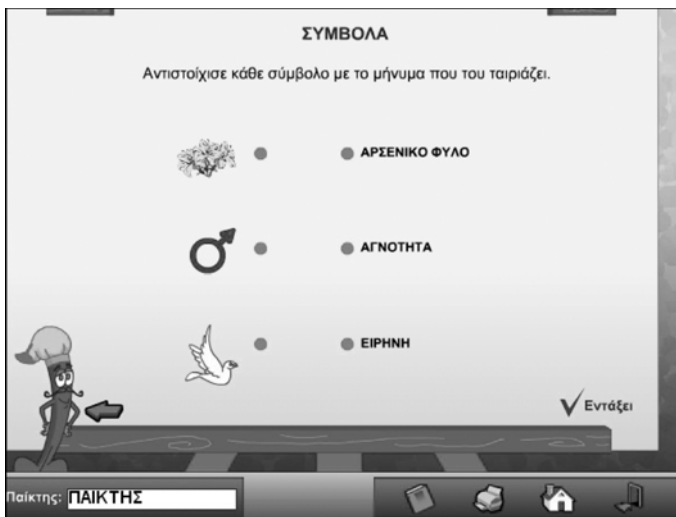 ΣΥΜΒΟΛΑ
Αντιστοίχισε κάθε σύμβολο με το μήνυμα που του ταιριάζει.
ΑΡΣΕΝΙΚΟ ΦΥΛΟ
ΑΓΝΟΤΗΤΑ
ΕΙΡΗΝΗ
Εντάξει
Παίκτης: ΠΑΙΚΤΗΣ